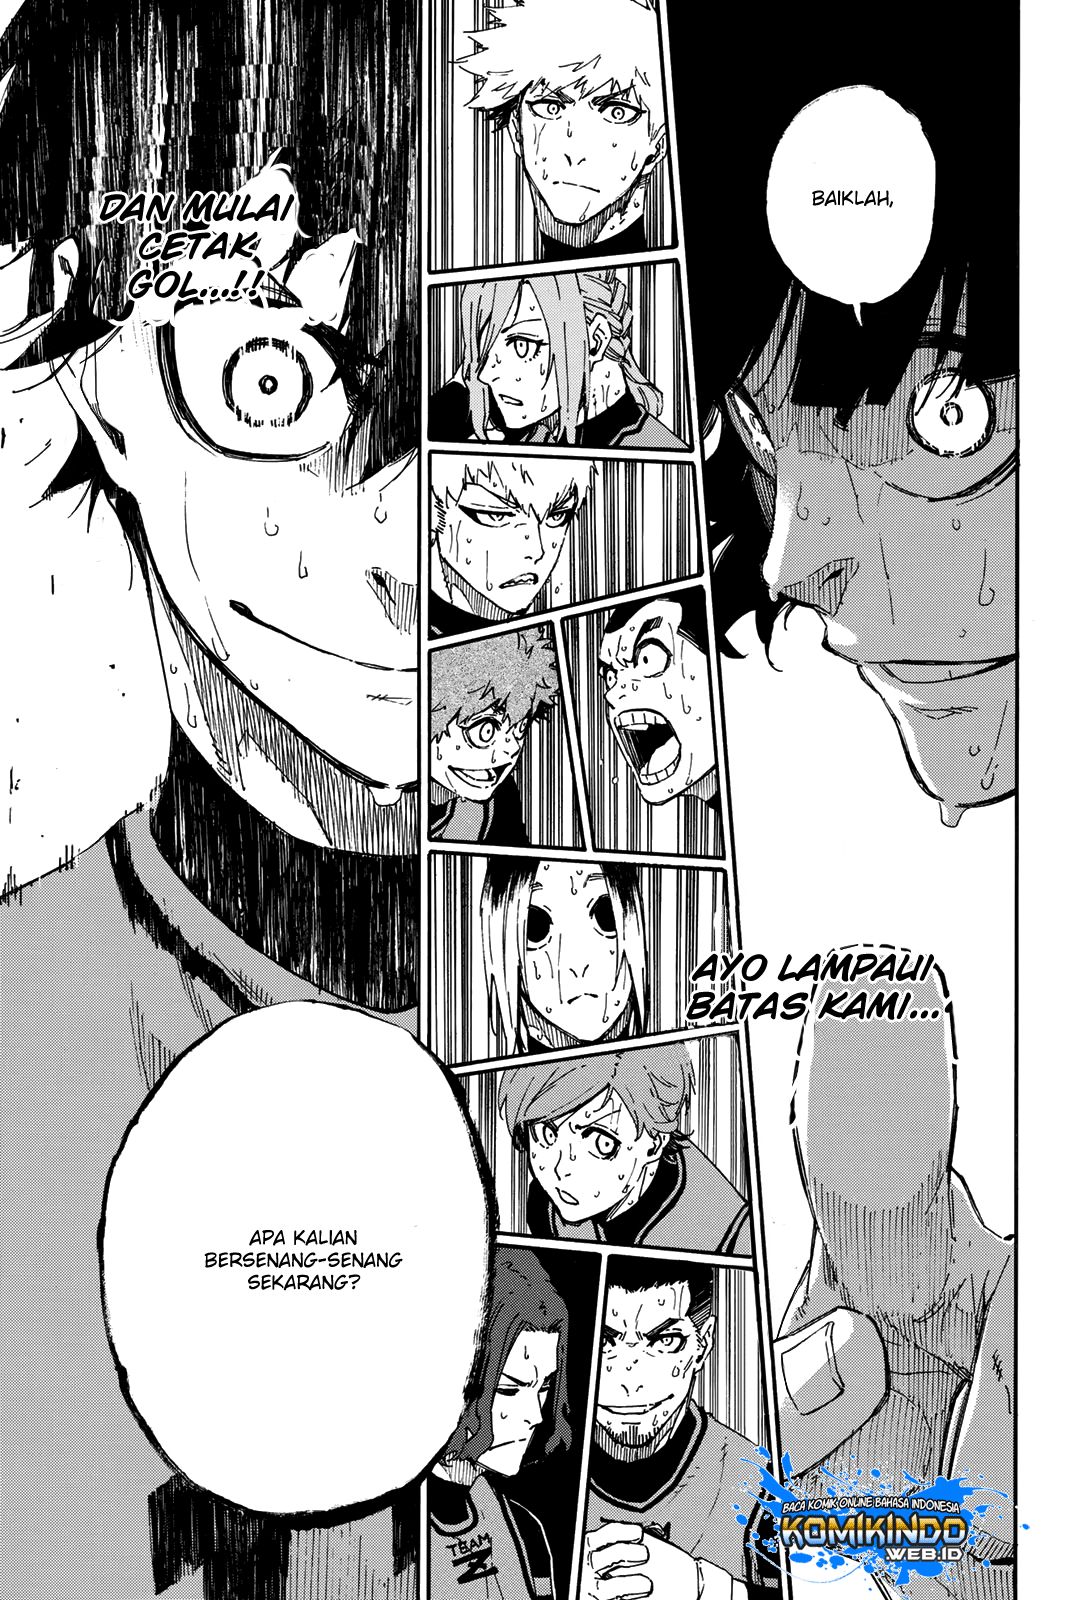 BAIKLAH,
AYO LAMPAUI
BATAS KAMI...
DAN MULAI
CETAK
GOL...!!
APA KALIAN
BERSENANG-SENANG
SEKARANG?
TEAM
Z
BACA KOMIK ONLINE BAHASA INDONESIA
KOMIKINDO
WEB.ID